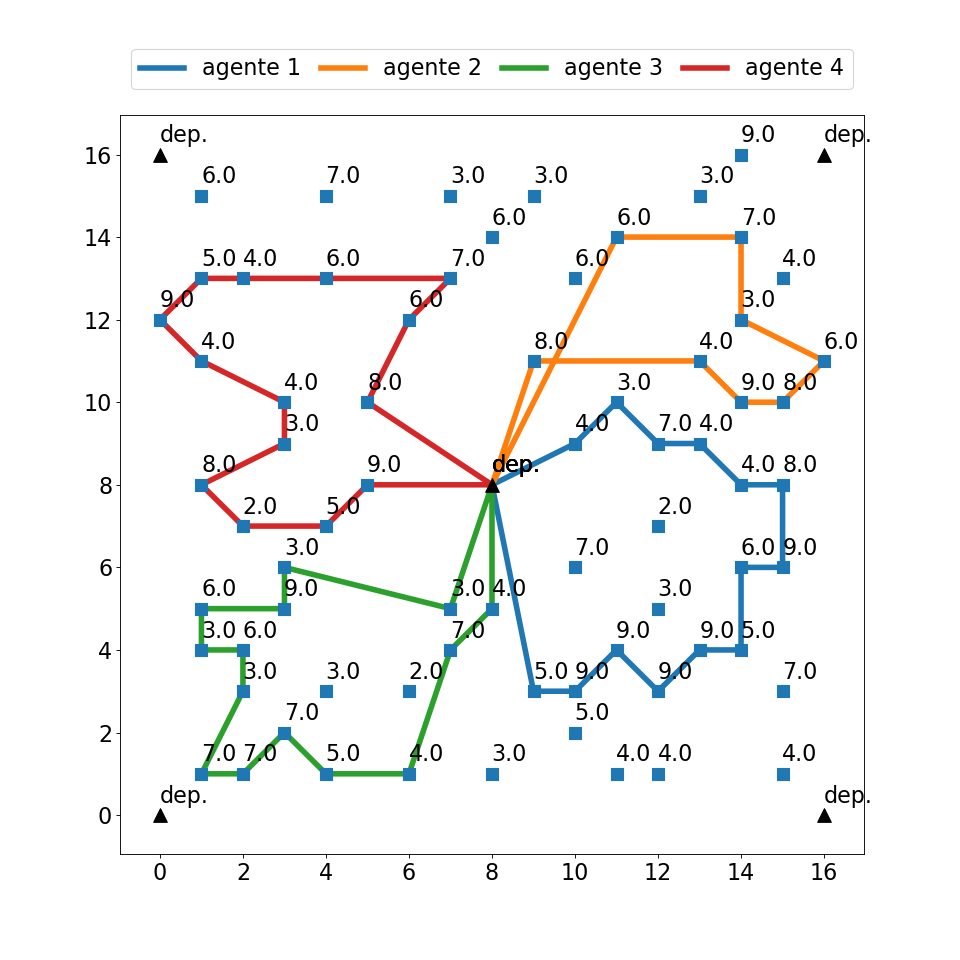 agente 1 agente 2 agente 3 agente 4
9.0
dep. dep.
16
6.0 7.0 3.0 3.0 3.0
6.0 6.0 7.0
14
5.0 4.0 6.0 7.0 6.0 4.0
9.0 6.0 3.0
12
4.0 8.0 4.0 6.0
4.0 8.0 3.0 9.0 8.0
10
3.0 4.0 7.0 4.0
8.0 9.0 dep. 4.0 8.0
8
2.0 5.0 2.0
3.0 7.0 6.0 9.0
6
6.0 9.0 3.0 4.0 3.0
3.0 6.0 7.0 9.0 9.0 5.0
4
3.0 3.0 2.0 5.0 9.0 9.0 7.0
7.0 5.0
2
7.0 7.0 5.0 4.0 3.0 4.0 4.0 4.0
dep. dep.
0
0 2 4 6 8 10 12 14 16